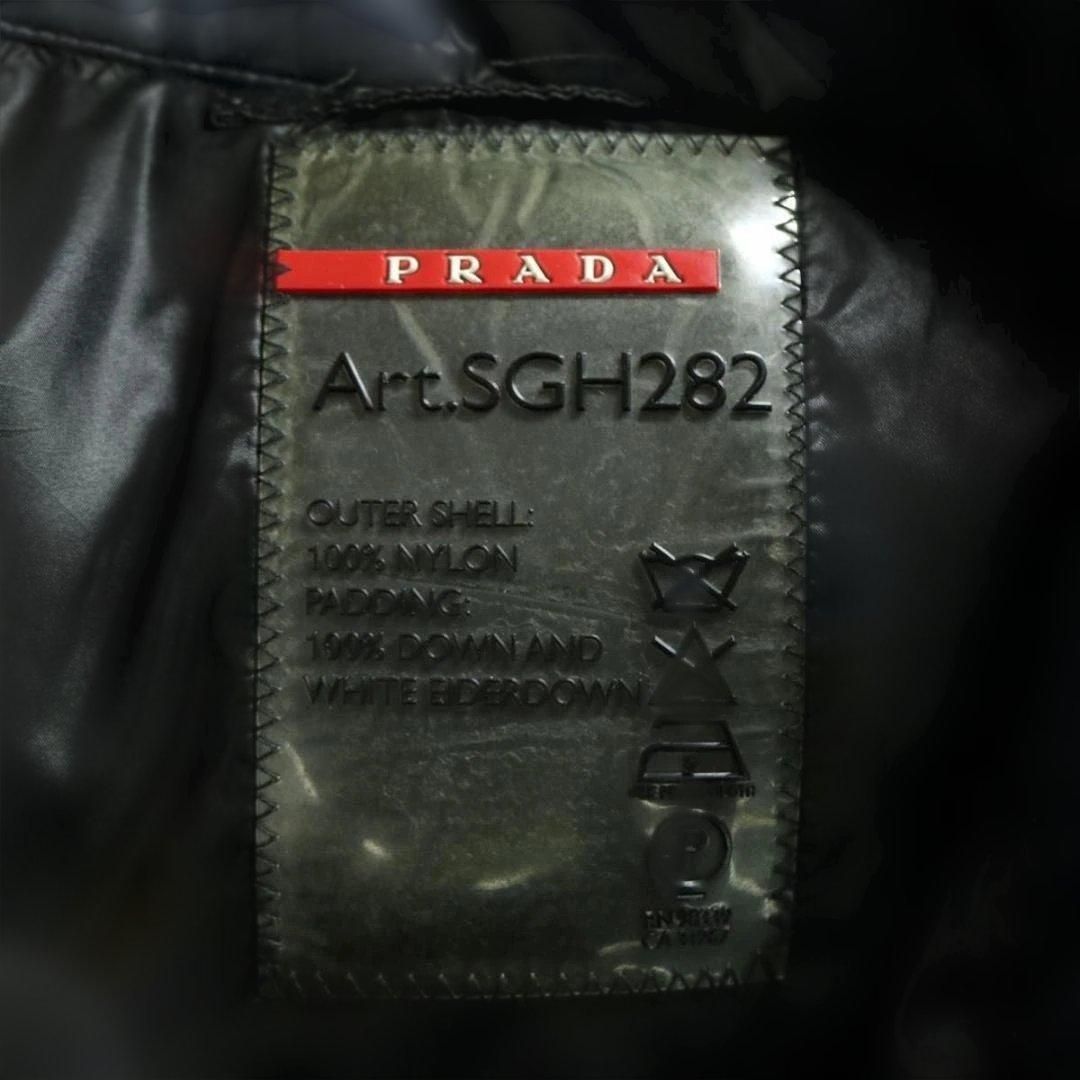 PRADA
Art.SGH282
OUTER SHELL:
100% NYLON
PADDING:
100% DOWN AND
WHITE EIDERDOWN
P